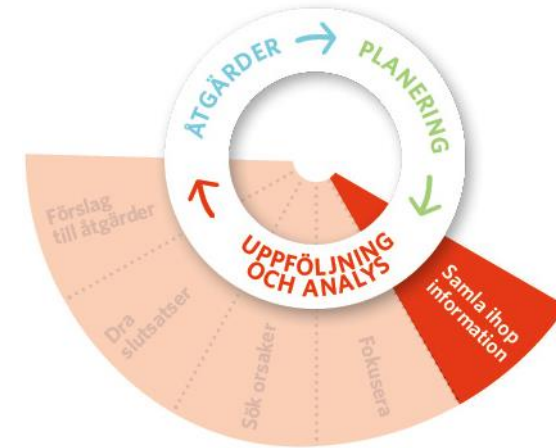 ÅTGÄRDER
PLANERING
UPPFÖLJNING
OCH ANALYS
Samla ihop
information
Fokusera
Sök orsaker
Dra
slutsatser
Förslag
till åtgärder